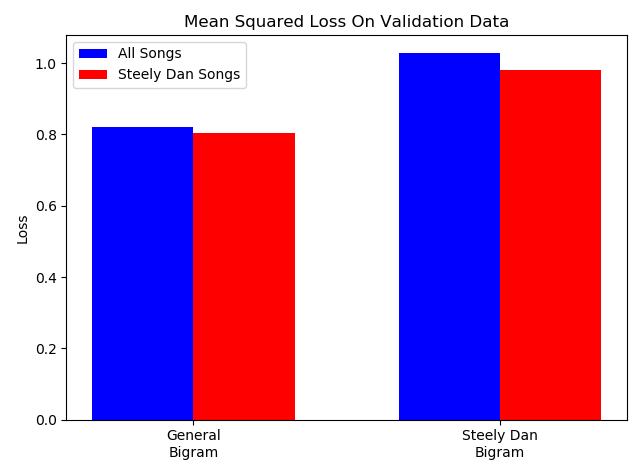 Mean Squared Loss On Validation Data
All Songs
Steely Dan Songs
Loss
1.0
0.8
0.6
0.4
0.2
0.0
General
Bigram
Steely Dan
Bigram